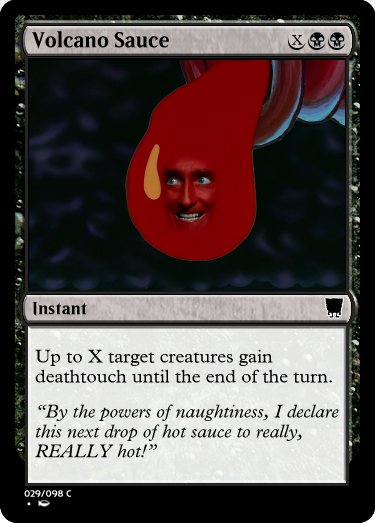 Volcano Sauce X
Instant
Up to X target creatures gain
deathtouch until the end of the turn.
“By the powers of naughtiness, I declare
this next drop of hot sauce to really,
REALLY hot!”
029/098 C